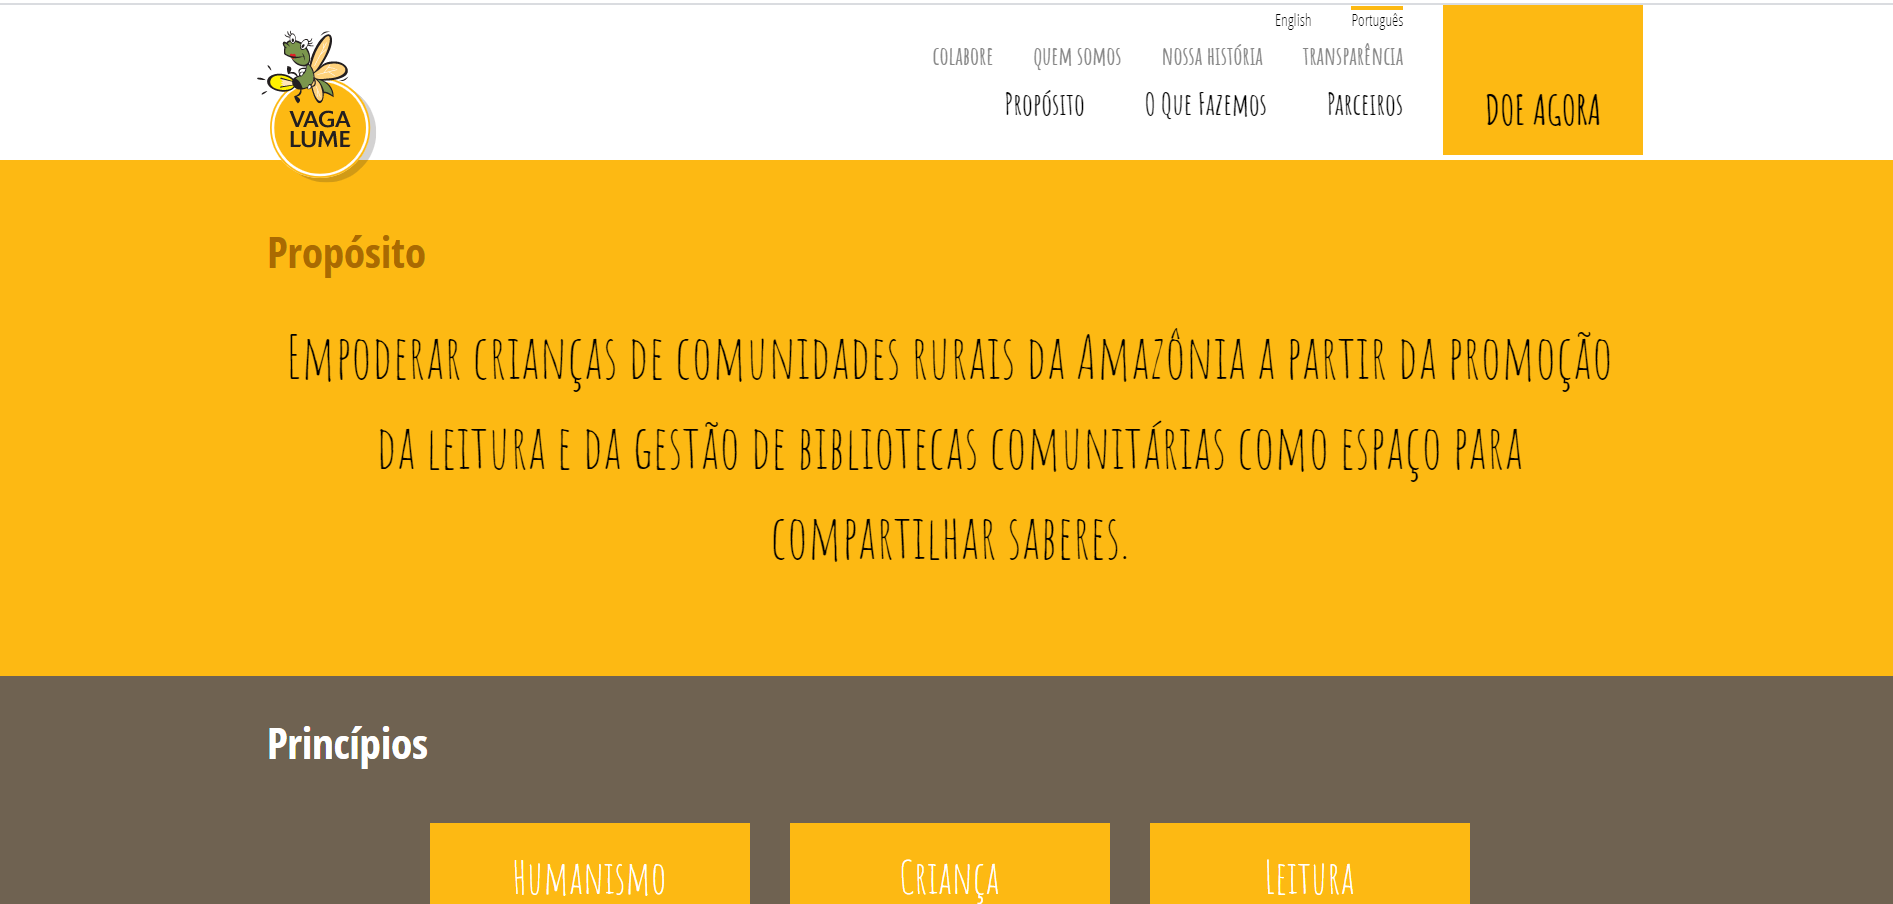 English Português
COLABORE QUEM SOMOS NOSSA HISTÓRIA TRANSPARÊNCIA
PROPÓSITO O QUE FAZEMOS PARCEIROS
DOE AGORA
VAGA
LUME
Propósito
EMPODERAR CRIANÇAS DE COMUNIDADES RURAIS DA AMAZÔNIA A PARTIR DA PROMOÇÃO
DA LEITURA E DA GESTÃO DE BIBLIOTECAS COMUNITÁRIAS COMO ESPAÇO PARA
COMPARTILHAR SABERES.
Princípios
HUMANISMO CRIANÇA LEITURA